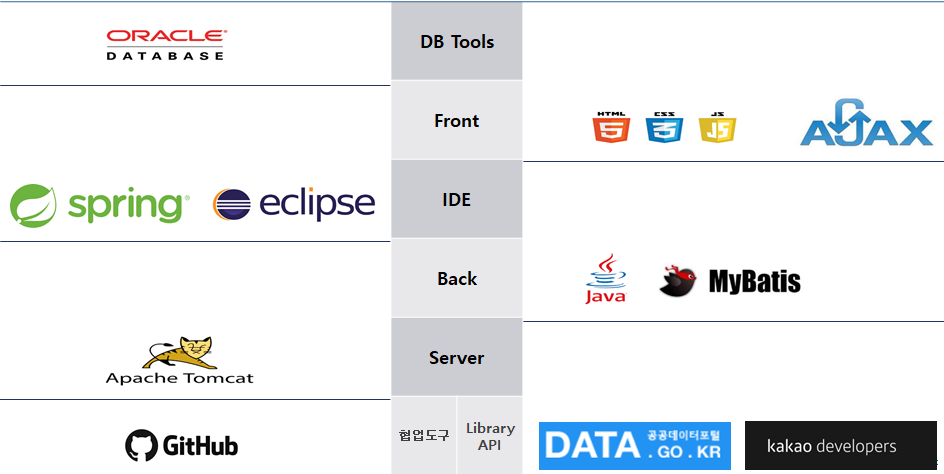 ORACLE®
DATABASE
DB Tools
Front
HTML
5
CSS
3
JS
JS
AJAX
spring®
eclipse
IDE
Back
Java
MyBatis
Apache Tomcat
Server
GitHub
협업도구
Library
API
DATA 공공데이터포털
.GO.KR
kakao developers